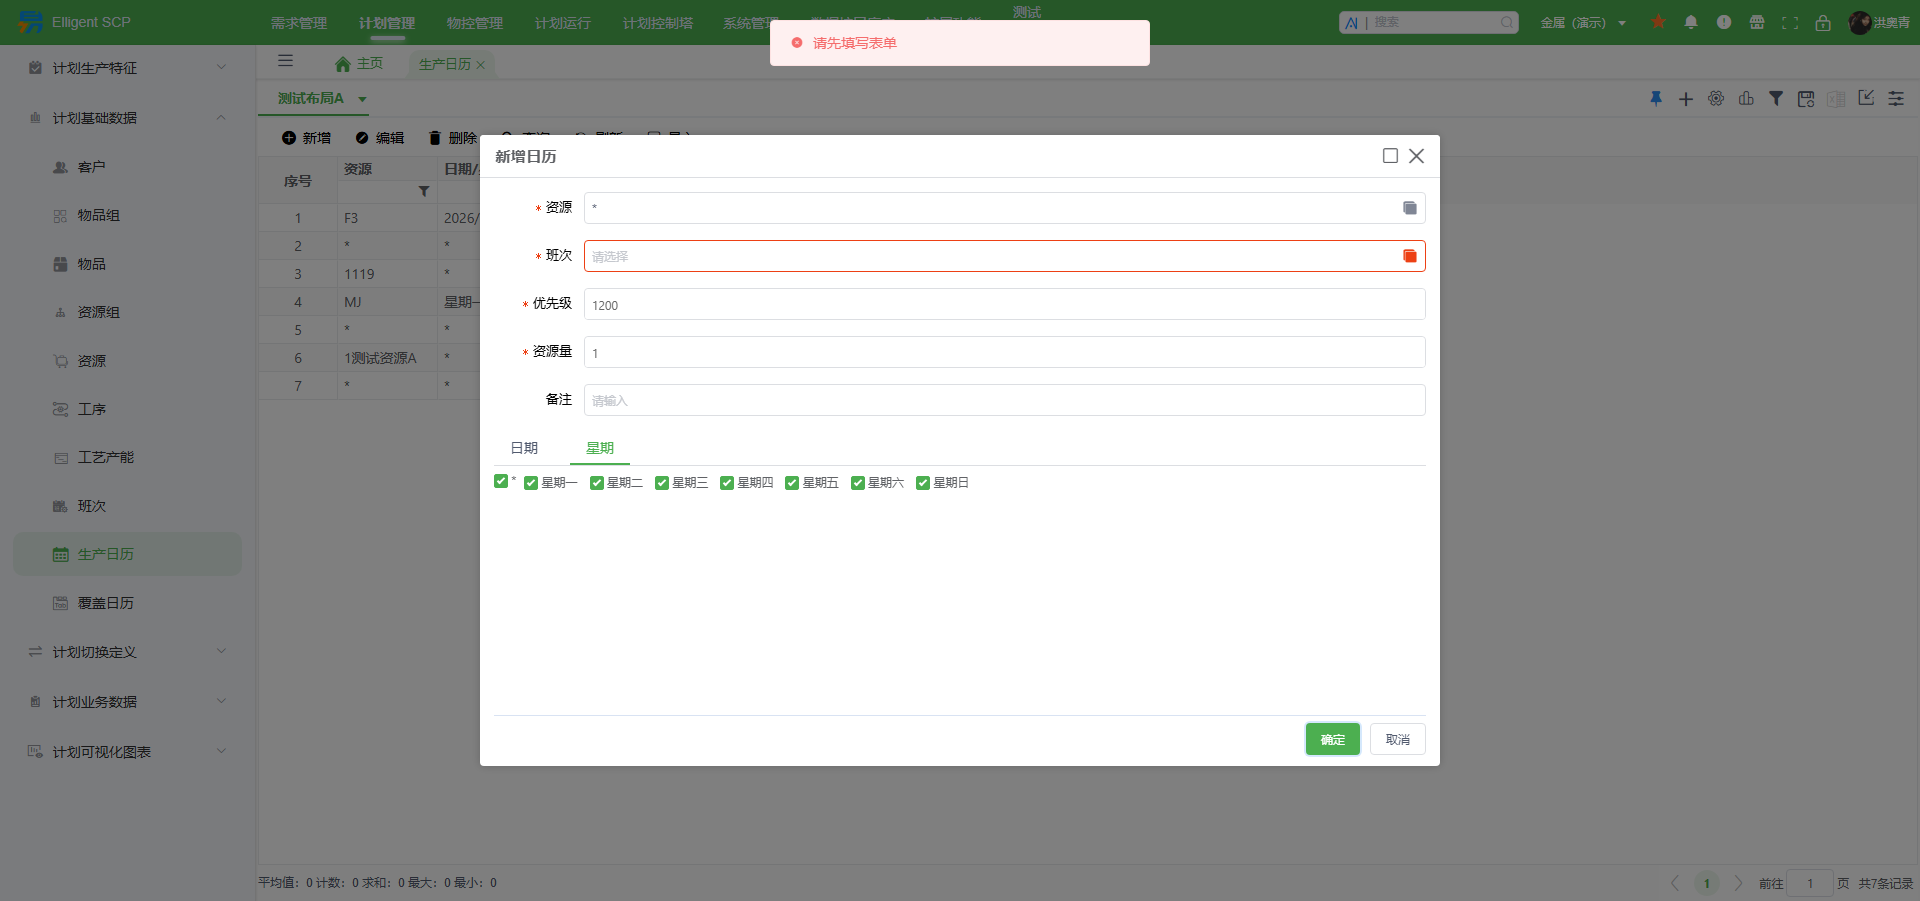 Elligent SCP
需求管理
计划管理
物控管理
计划运行
计划控制塔
系统管理
测试
搜索
金属（演示）
洪奥青
请先填写表单
计划生产特征
计划基础数据
客户
物品组
物品
资源组
资源
工序
工艺产能
班次
生产日历
覆盖日历
计划切换定义
计划业务数据
计划可视化图表
主页
生产日历
测试布局A
新增
编辑
删除
序号
资源
日期/
1 F3 2026/
2 * *
3 1119 *
4 MJ 星期一
5 * *
6 1测试资源A *
7 * *
新增日历
* 资源 *
* 班次 请选择
* 优先级 1200
* 资源量 1
备注 请输入
日期 星期
* 星期一 星期二 星期三 星期四 星期五 星期六 星期日
确定 取消
平均值：0 计数：0 求和：0 最大：0 最小：0
1 前往 1 页 共7条记录